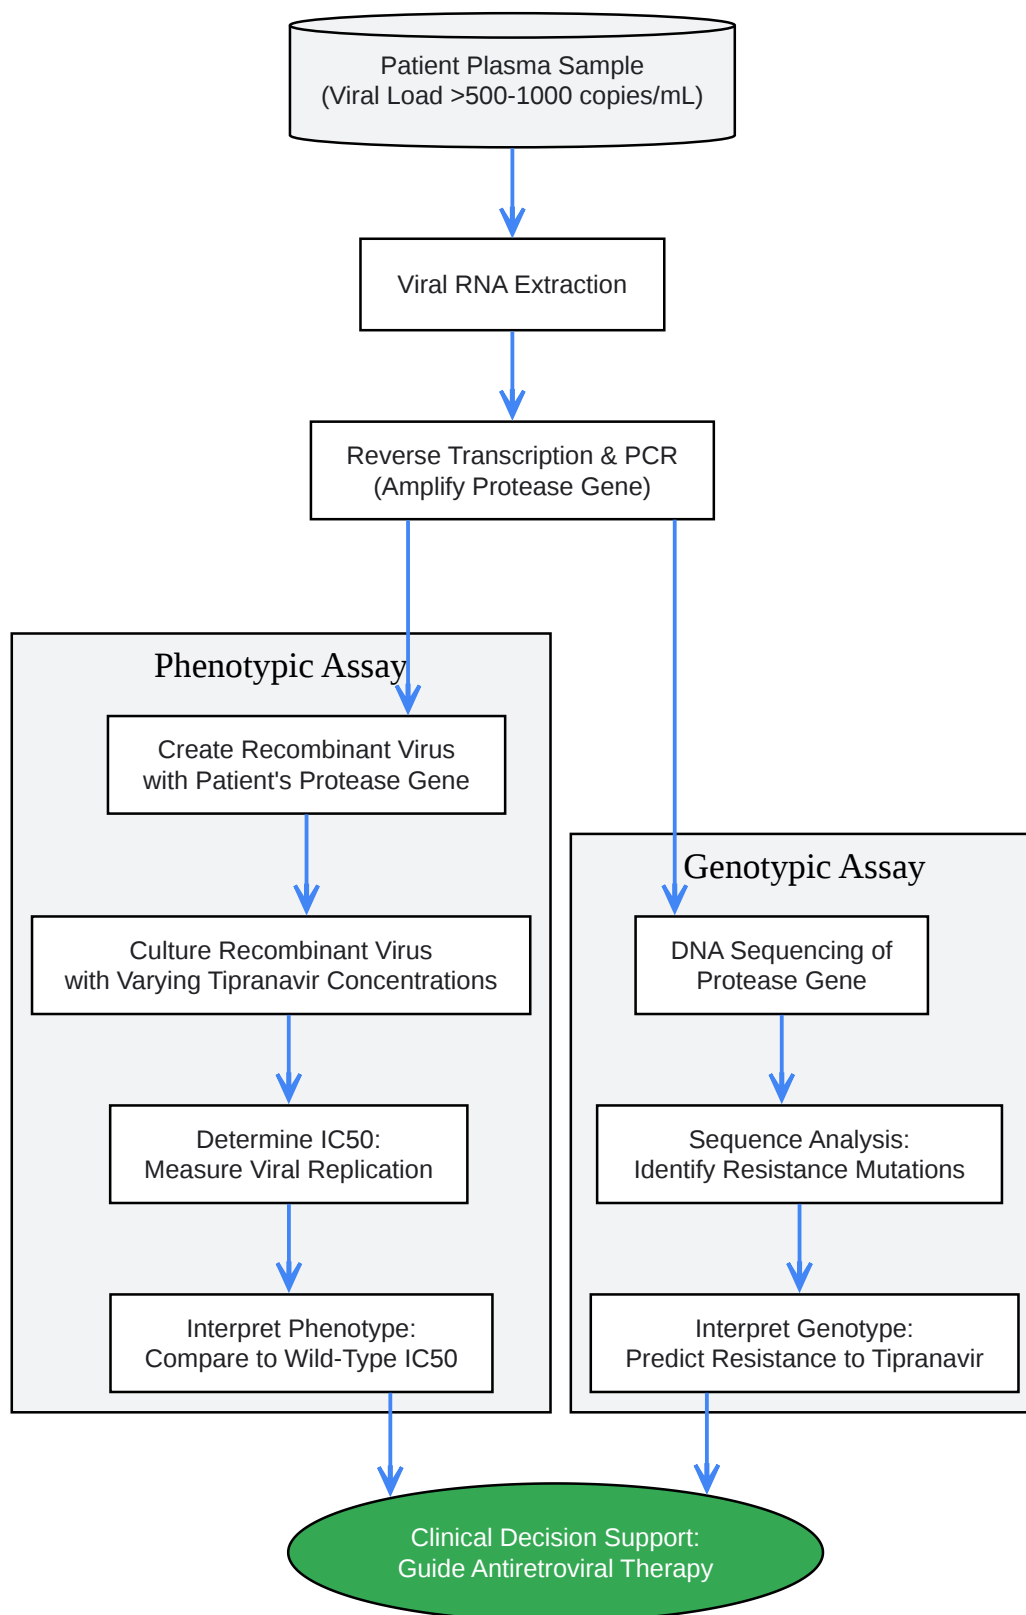 Patient Plasma Sample
(Viral Load >500-1000 copies/mL)
Viral RNA Extraction
Reverse Transcription & PCR
(Amplify Protease Gene)
Phenotypic Assay
Create Recombinant Virus
with Patient's Protease Gene
Culture Recombinant Virus
with Varying Tipranavir Concentrations
Determine IC50:
Measure Viral Replication
Interpret Phenotype:
Compare to Wild-Type IC50
Genotypic Assay
DNA Sequencing of
Protease Gene
Sequence Analysis:
Identify Resistance Mutations
Interpret Genotype:
Predict Resistance to Tipranavir
Clinical Decision Support:
Guide Antiretroviral Therapy